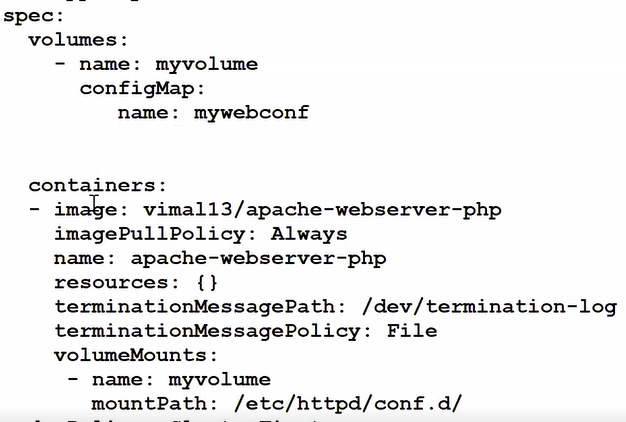 spec:
volumes:
- name: myvolume
configMap:
name: mywebconf
containers:
- image: vimal13/apache-webserver-php
imagePullPolicy: Always
name: apache-webserver-php
resources: {}
terminationMessagePath: /dev/termination-log
terminationMessagePolicy: File
volumeMounts:
- name: myvolume
mountPath: /etc/httpd/conf.d/